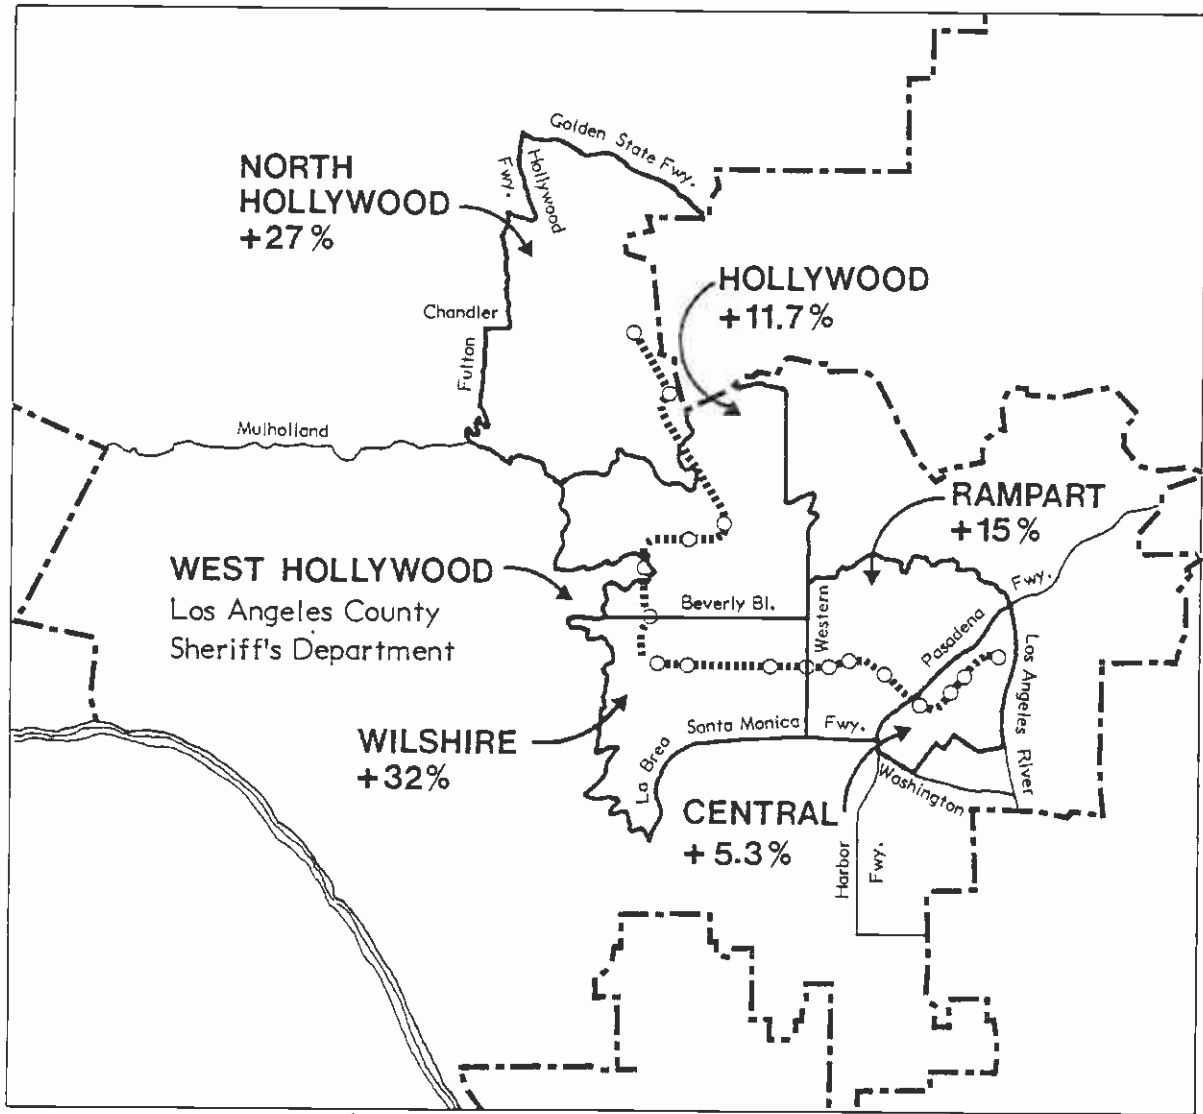 Golden State Fwy.
Hollywood
Fwy.
NORTH
HOLLYWOOD
+27%
HOLLYWOOD
+11.7%
Chandler
Fulton
Mulholland
RAMPART
+15%
WEST HOLLYWOOD
Los Angeles County
Sheriff's Department
Beverly Bl.
Western
Pasadena
Fwy.
Los Angeles River
WILSHIRE
+32%
Santa Monica Fwy.
La Brea
Washington
CENTRAL
+5.3%
Harbor
Fwy.